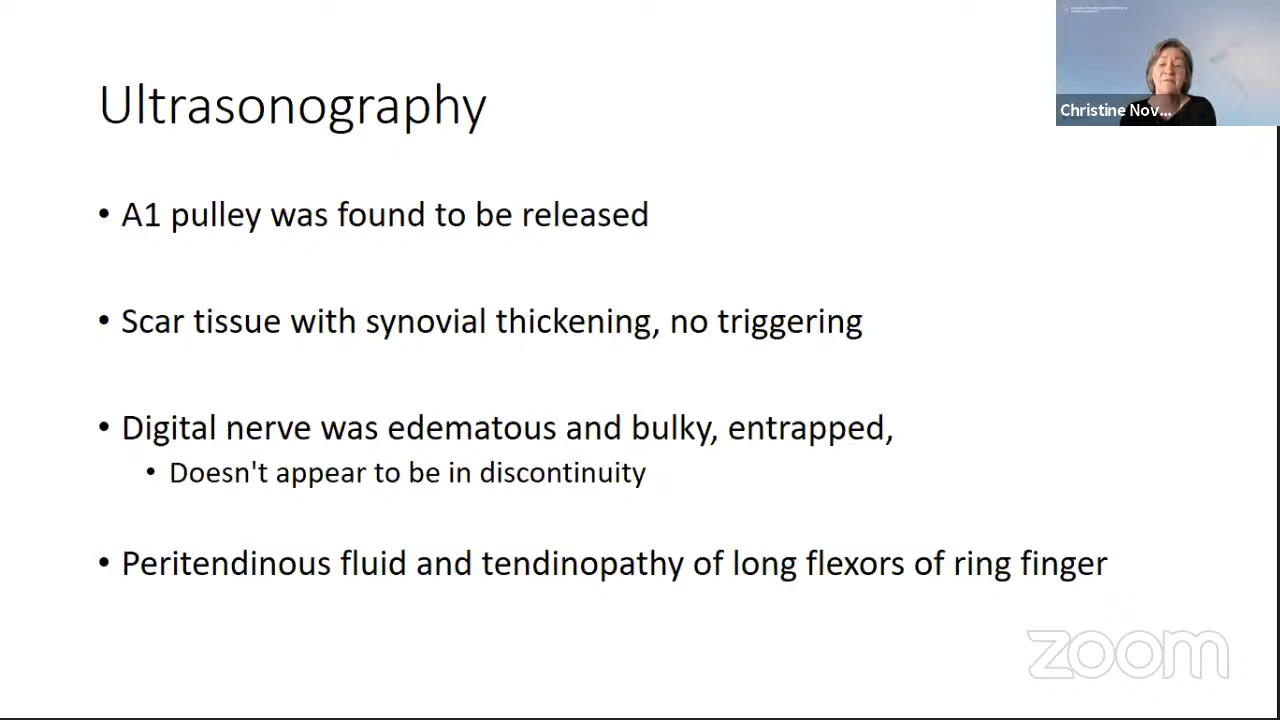 Christine Nov...
Ultrasonography
• A1 pulley was found to be released
• Scar tissue with synovial thickening, no triggering
• Digital nerve was edematous and bulky, entrapped,
• Doesn't appear to be in discontinuity
• Peritendinous fluid and tendinopathy of long flexors of ring finger
zoom